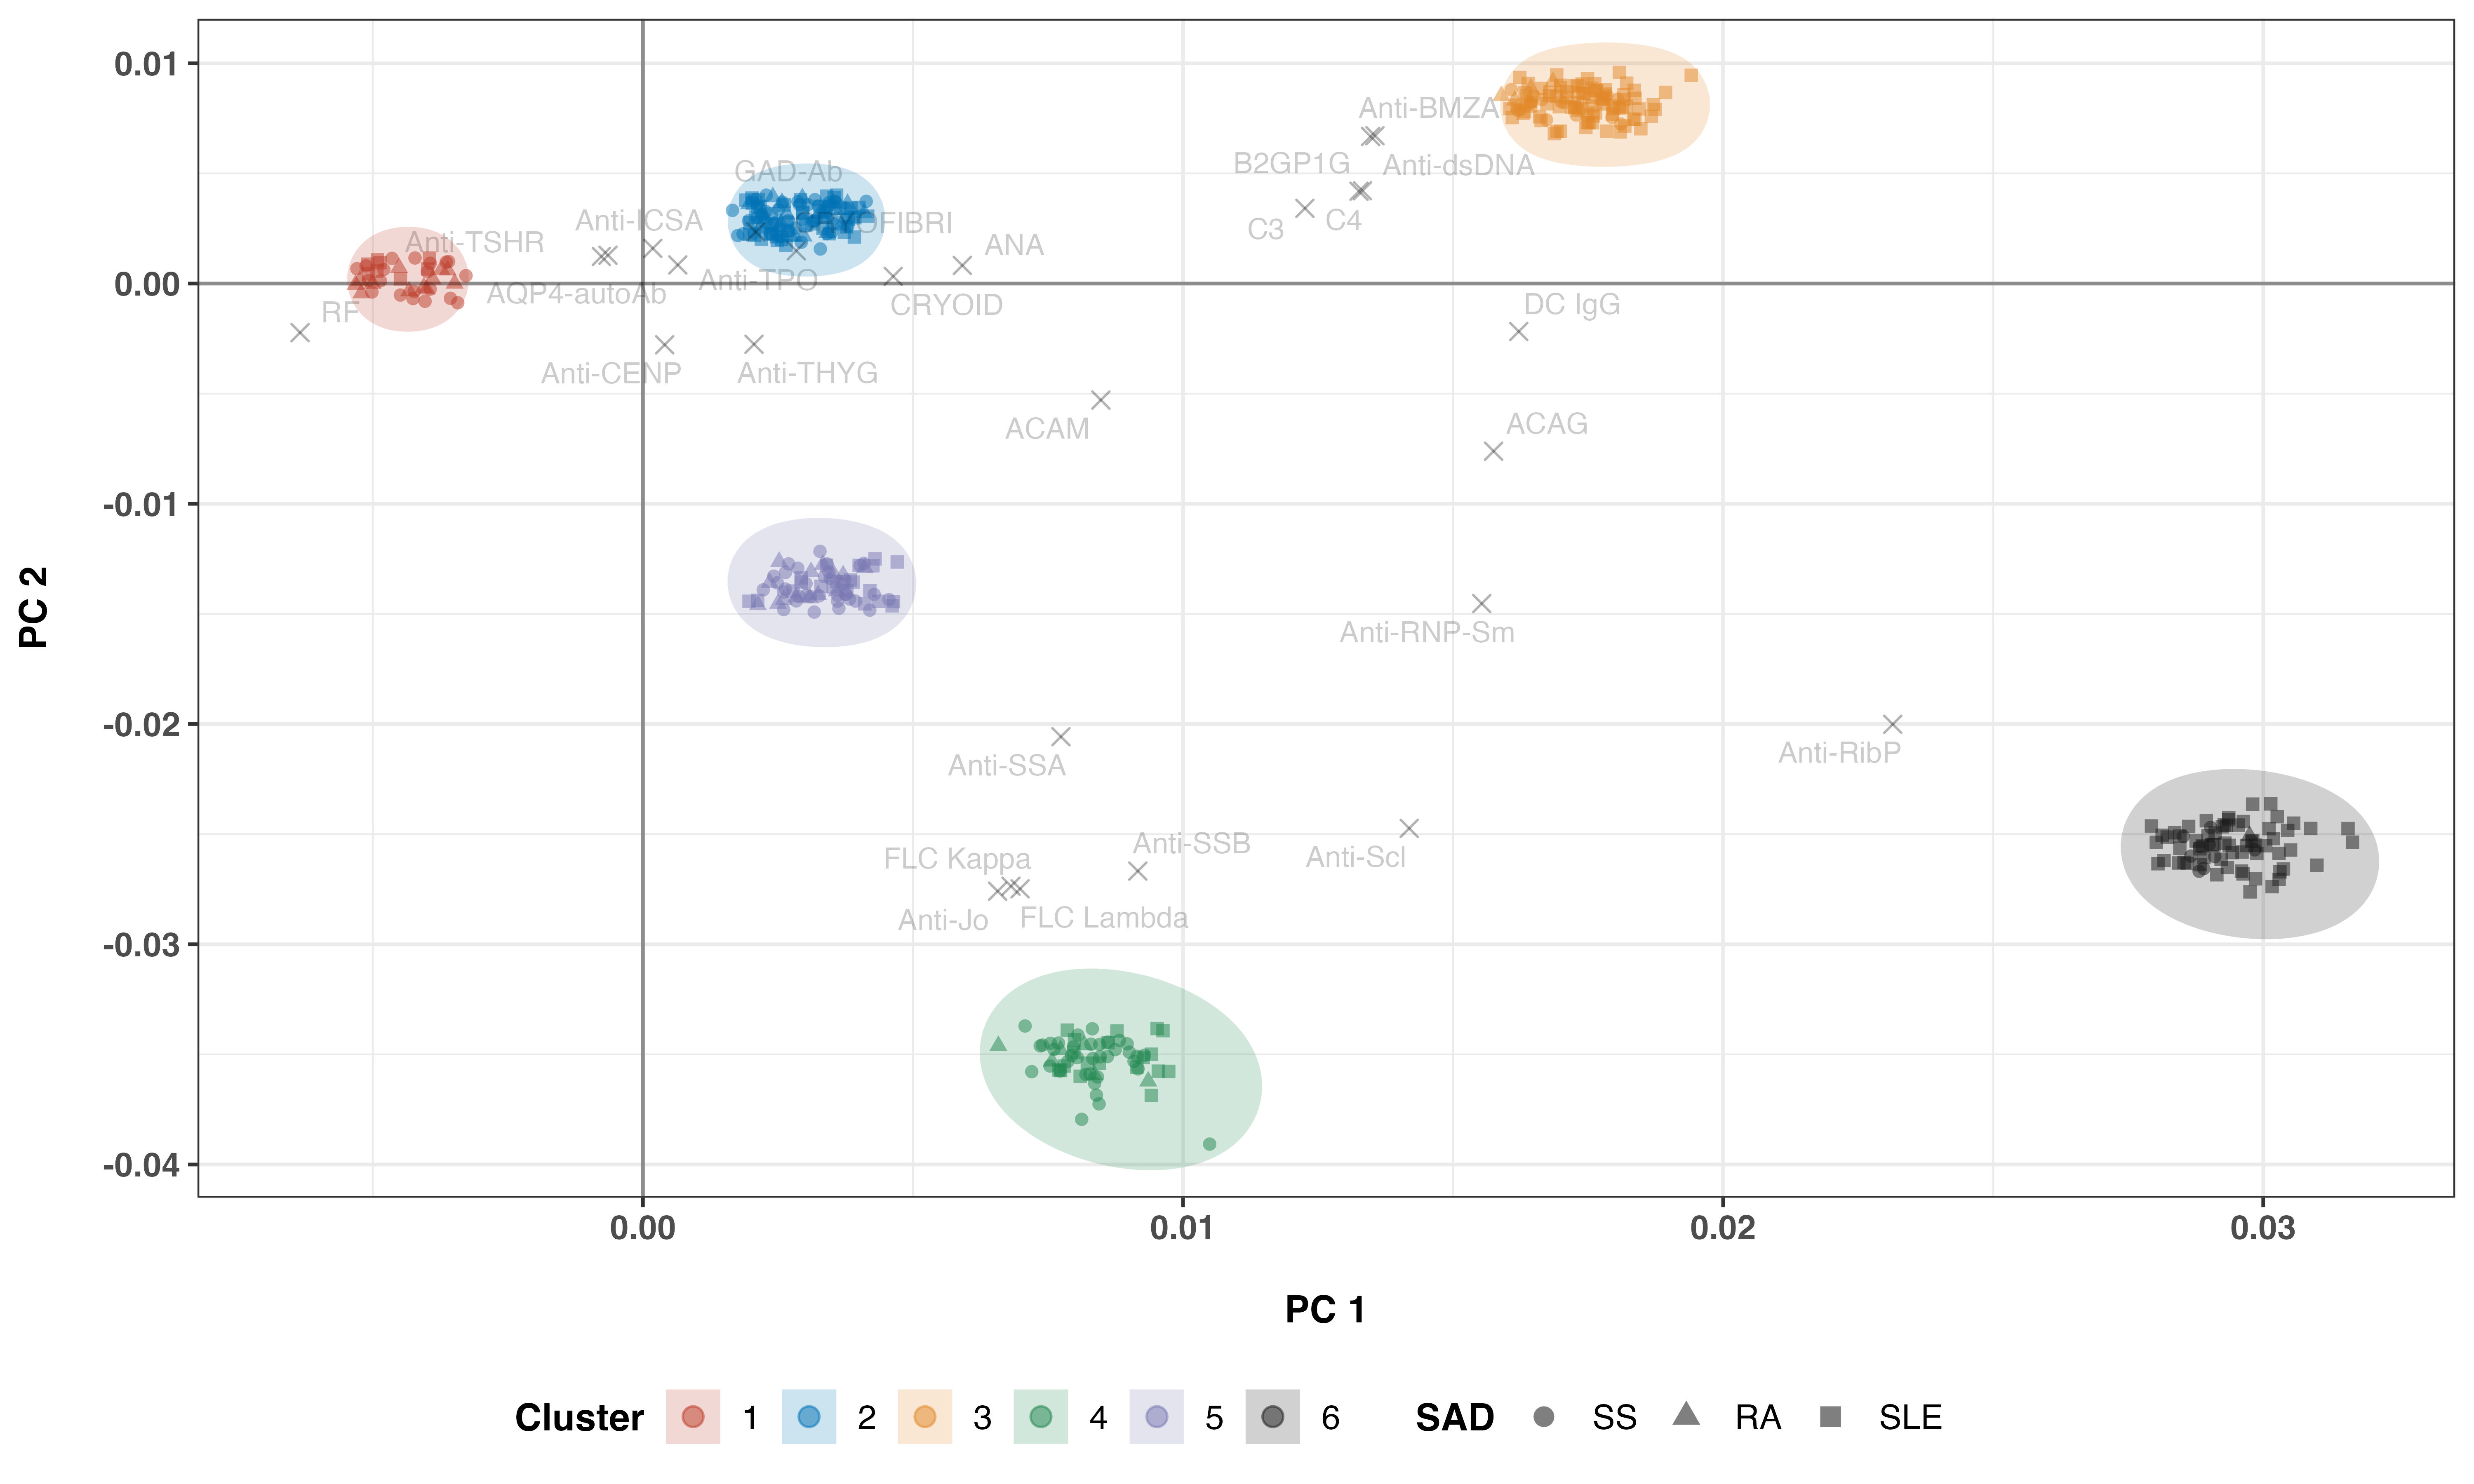 0.01
0.00
-0.01
-0.02
-0.03
-0.04
PC 2
Anti-BMZA
B2GP1G
Anti-dsDNA
C3
C4
GAD-Ab
Anti-ICSA
FIBRI
ANA
Anti-TSHR
Anti-TPO
AQP4-autoAb
CRYOID
RF
DC IgG
Anti-CENP
Anti-THYG
ACAM
ACAG
Anti-RNP-Sm
Anti-SSA
Anti-RibP
Anti-SSB
Anti-Scl
FLC Kappa
Anti-Jo
FLC Lambda
0.00
0.01
0.02
0.03
PC 1
Cluster 1 2 3 4 5 6 SAD SS RA SLE